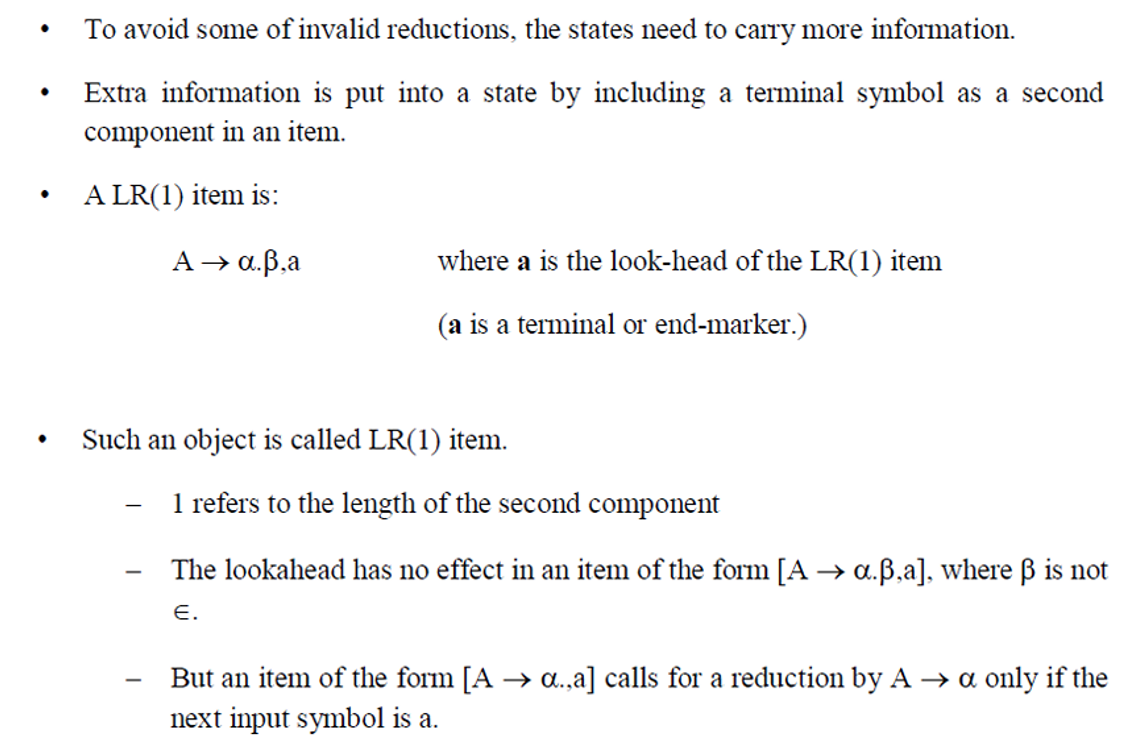 • To avoid some of invalid reductions, the states need to carry more information.
• Extra information is put into a state by including a terminal symbol as a second
component in an item.
• A LR(1) item is:
A → α.β,a where a is the look-head of the LR(1) item
(a is a terminal or end-marker.)
• Such an object is called LR(1) item.
– 1 refers to the length of the second component
– The lookahead has no effect in an item of the form [A → α.β,a], where β is not
∈.
– But an item of the form [A → α.,a] calls for a reduction by A → α only if the
next input symbol is a.